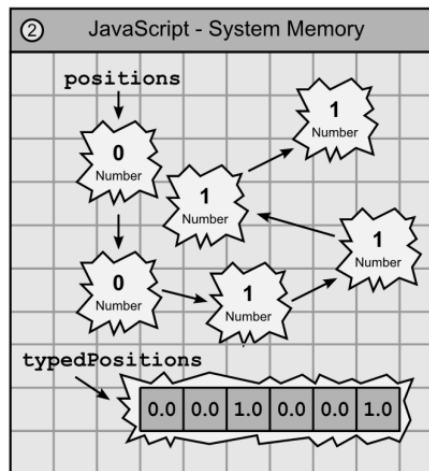 2 JavaScript - System Memory
positions
0
Number
0
Number
1
Number
1
Number
1
Number
1
Number
typedPositions
0.0 0.0 1.0 0.0 0.0 1.0